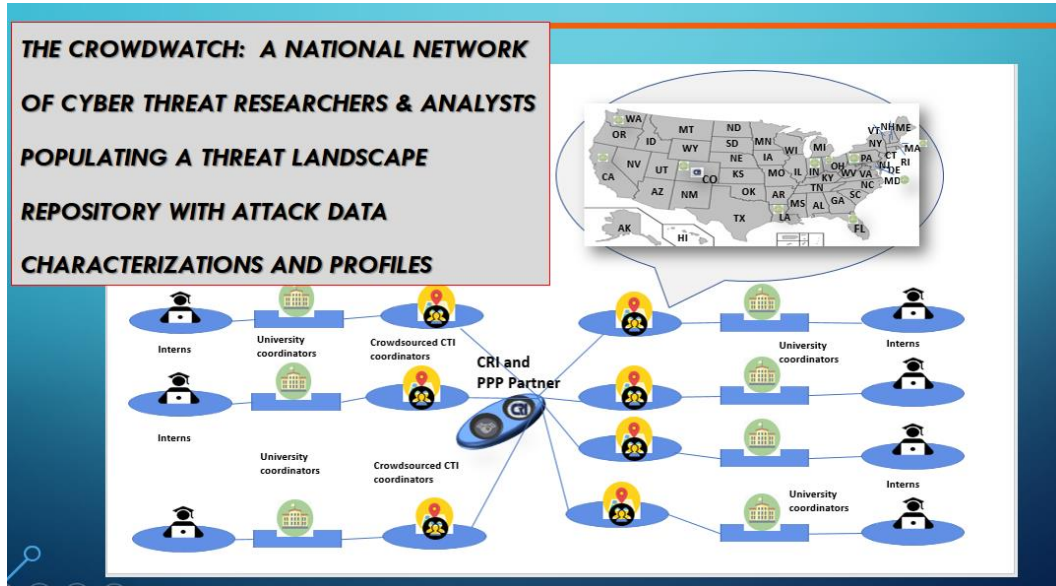 THE CROWDWATCH: A NATIONAL NETWORK
OF CYBER THREAT RESEARCHERS & ANALYSTS
POPULATING A THREAT LANDSCAPE
REPOSITORY WITH ATTACK DATA
CHARACTERIZATIONS AND PROFILES
WA
OR
ID
MT
ND
MN
WI
MI
VT
NH
ME
NY
MA
CT
RI
NV
UT
WY
SD
NE
IA
IL
IN
OH
PA
NJ
DE
MD
CA
CO
KS
MO
KY
WV
VA
NC
AZ
NM
OK
AR
TN
SC
TX
LA
MS
AL
GA
FL
AK
HI
Interns
University
coordinators
Crowdsourced CTI
coordinators
CRI and
PPP Partner
CRI
University
coordinators
Interns
Interns
University
coordinators
Crowdsourced CTI
coordinators
University
coordinators
Interns